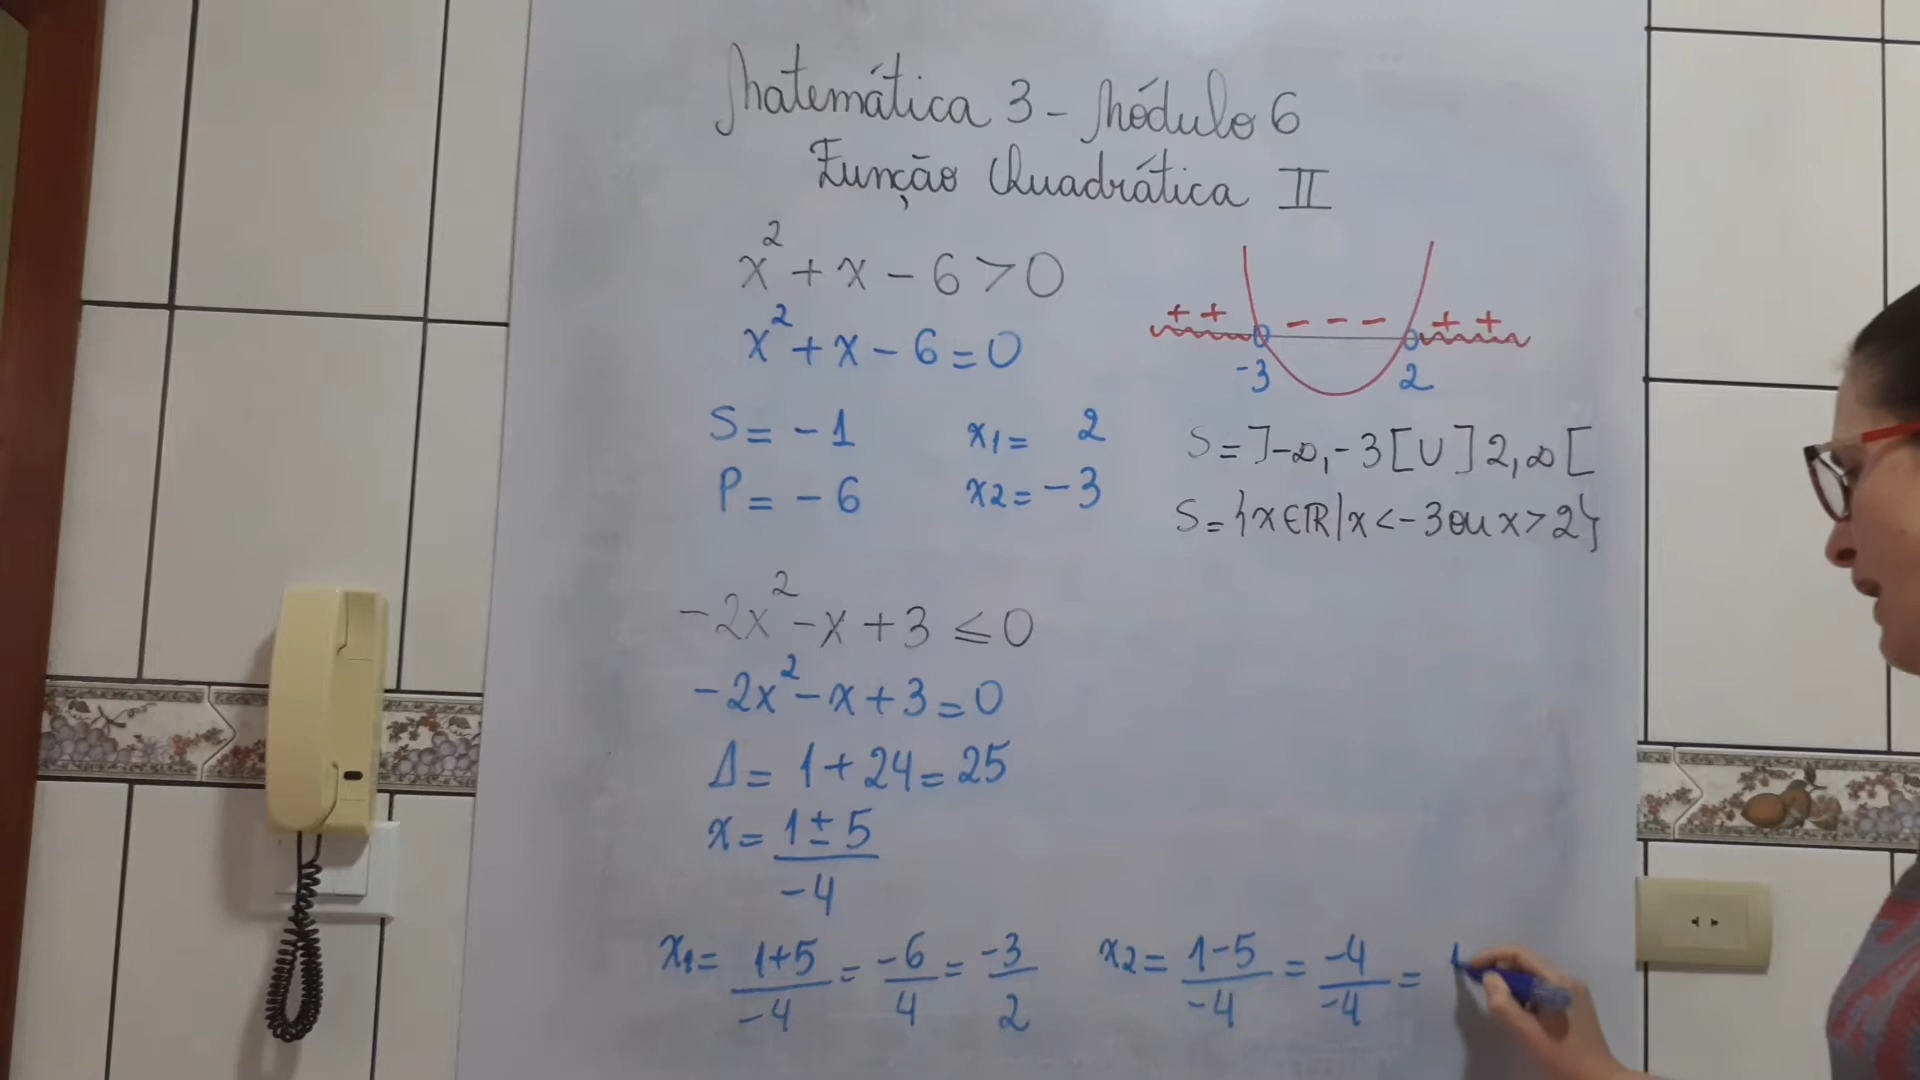 Matemática 3 - Módulo 6
Função Quadrática II
x² + x - 6 > 0
x² + x - 6 = 0
S = -1
P = -6
x1 = 2
x2 = -3
+ + - - - + +
-3 2
S = ]-∞, -3[ U ]2, ∞[
S = {x ∈ ℝ | x < -3 ou x > 2}
-2x² - x + 3 ≤ 0
-2x² - x + 3 = 0
Δ = 1 + 24 = 25
x = (1 ± 5)/-4
x1 = (1+5)/-4 = -6/4 = -3/2
x2 = (1-5)/-4 = -4/-4 = 1